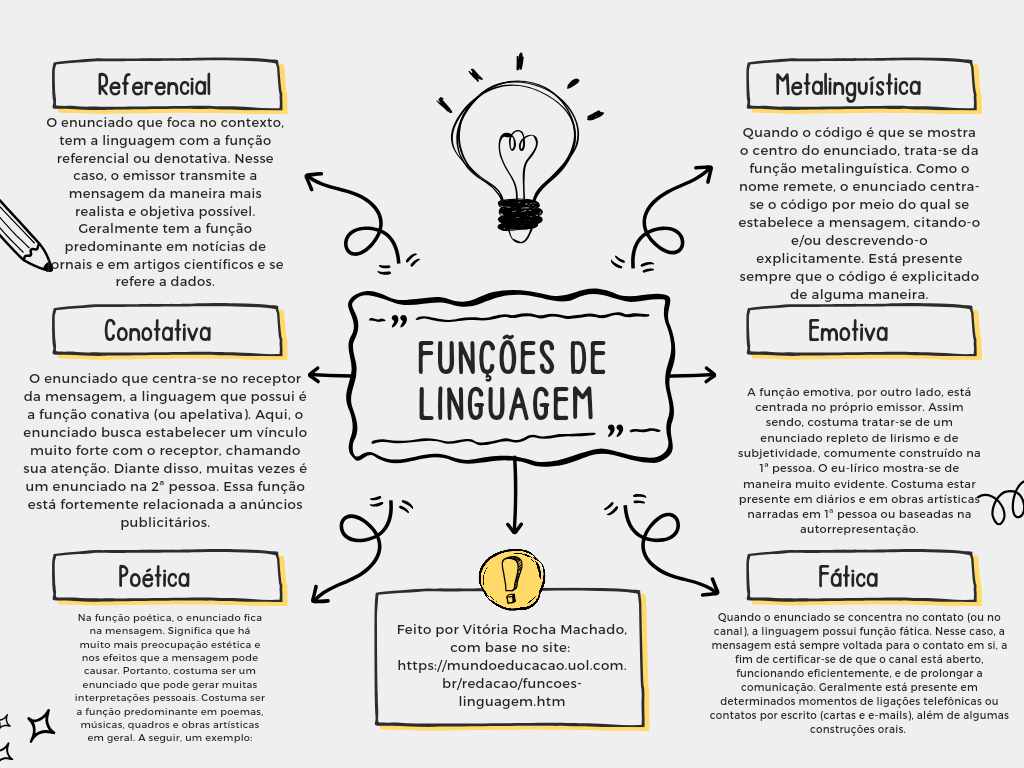 Referencial
O enunciado que foca no contexto,
tem a linguagem com a função
referencial ou denotativa. Nesse
caso, o emissor transmite a
mensagem da maneira mais
realista e objetiva possível.
Geralmente tem a função
predominante em notícias de
jornais e em artigos científicos e se
refere a dados.
Conotativa
O enunciado que centra-se no receptor
da mensagem, a linguagem que possui é
a função conativa (ou apelativa). Aqui, o
enunciado busca estabelecer um vínculo
muito forte com o receptor, chamando
sua atenção. Diante disso, muitas vezes é
um enunciado na 2ª pessoa. Essa função
está fortemente relacionada a anúncios
publicitários.
Poética
Na função poética, o enunciado fica
na mensagem. Significa que há
muito mais preocupação estética e
nos efeitos que a mensagem pode
causar. Portanto, costuma ser um
enunciado que pode gerar muitas
interpretações pessoais. Costuma ser
a função predominante em poemas,
músicas, quadros e obras artísticas
em geral. A seguir, um exemplo:
„
FUNÇÕES DE
LINGUAGEM
„
!
Feito por Vitória Rocha Machado,
com base no site:
https://mundoeducacao.uol.com.
br/redacao/funcoes-
linguagem.htm
Metalinguística
Quando o código é que se mostra
o centro do enunciado, trata-se da
função metalinguística. Como o
nome remete, o enunciado centra-
se o código por meio do qual se
estabelece a mensagem, citando-o
e/ou descrevendo-o
explicitamente. Está presente
sempre que o código é explicitado
de alguma maneira.
Emotiva
A função emotiva, por outro lado, está
centrada no próprio emissor. Assim
sendo, costuma tratar-se de um
enunciado repleto de lirismo e de
subjetividade, comumente construído na
1ª pessoa. O eu-lírico mostra-se de
maneira muito evidente. Costuma estar
presente em diários e em obras artísticas
narradas em 1ª pessoa ou baseadas na
autorrepresentação.
Fática
Quando o enunciado se concentra no contato (ou no
canal), a linguagem possui função fática. Nesse caso, a
mensagem está sempre voltada para o contato em si, a
fim de certificar-se de que o canal está aberto,
funcionando eficientemente, e de prolongar a
comunicação. Geralmente está presente em
determinados momentos de ligações telefônicas ou
contatos por escrito (cartas e e-mails), além de algumas
construções orais.